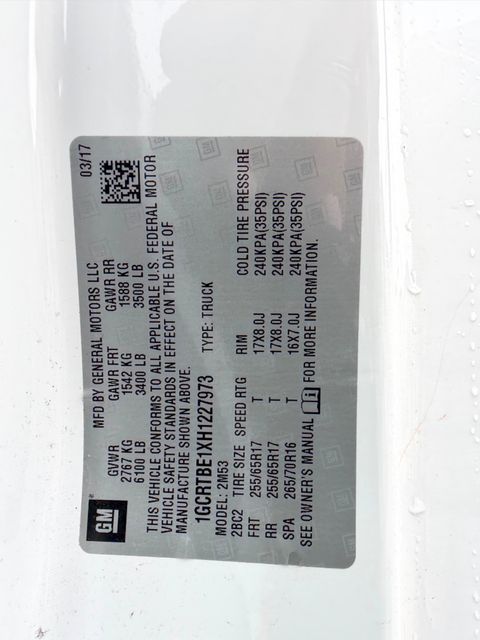 GM
MFD BY GENERAL MOTORS LLC
03/17
GVWR GAWR FRT GAWR RR
2767 KG 1542 KG 1588 KG
6100 LB 3400 LB 3500 LB
THIS VEHICLE CONFORMS TO ALL APPLICABLE U.S. FEDERAL MOTOR
VEHICLE SAFETY STANDARDS IN EFFECT ON THE DATE OF
MANUFACTURE SHOWN ABOVE.
1GCRTBE1XH1227973 TYPE: TRUCK
MODEL: 2M53
2BC2 TIRE SIZE SPEED RTG RIM COLD TIRE PRESSURE
FRT 255/65R17 T 17X8.0J 240KPA(35PSI)
RR 255/65R17 T 17X8.0J 240KPA(35PSI)
SPA 265/70R16 T 16X7.0J 240KPA(35PSI)
SEE OWNER'S MANUAL FOR MORE INFORMATION.